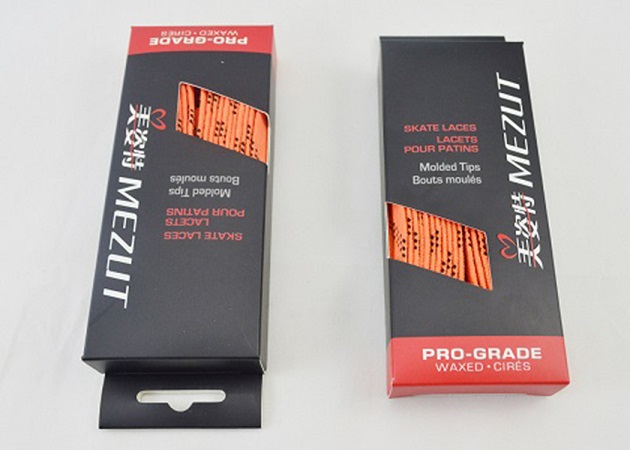 PRO-GRADE
WAXED • CIRÉS
美姿特 MEZUT
Molded Tips
Bouts moulés
SKATE LACES
LACETS
POUR PATINS
美姿特 MEZUT
SKATE LACES
LACETS
POUR PATINS
Molded Tips
Bouts moulés
PRO-GRADE
WAXED • CIRÉS